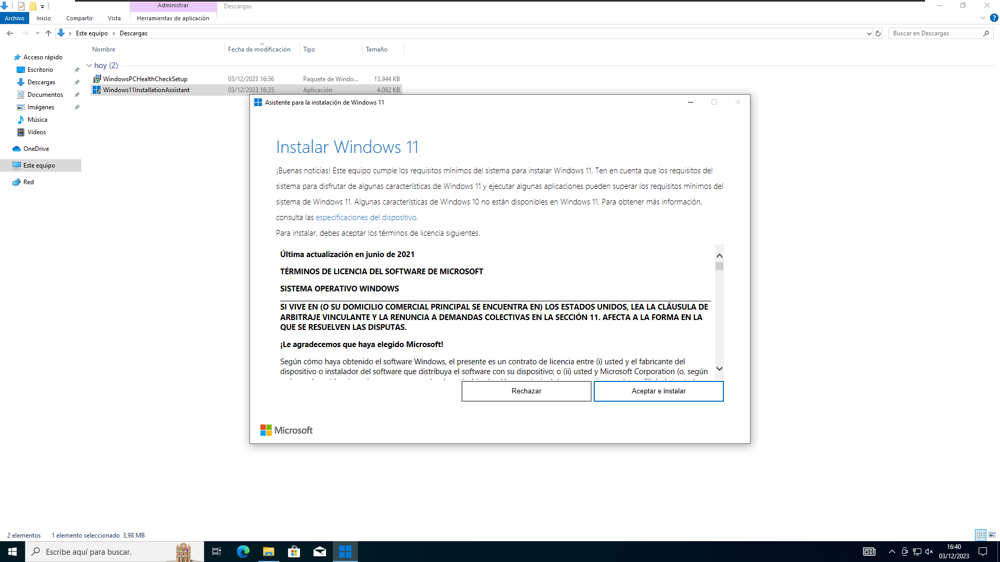 Administrar
Descargas
Archivo
Inicio
Compartir
Vista
Herramientas de aplicación
Este equipo
Descargas
Buscar en Descargas
Nombre
Fecha de modificación
Tipo
Tamaño
Acceso rápido
Escritorio
Descargas
Documentos
Imágenes
Música
Vídeos
OneDrive
Este equipo
Red
hoy (2)
WindowsPCHealthCheckSetup 03/12/2023 16:36 Paquete de Windo... 13.944 KB
Windows11InstallationAssistant 03/12/2023 16:35 Aplicación 4.082 KB
Asistente para la instalación de Windows 11
Instalar Windows 11
¡Buenas noticias! Este equipo cumple los requisitos mínimos del sistema para instalar Windows 11. Ten en cuenta que los requisitos del
sistema para disfrutar de algunas características de Windows 11 y ejecutar algunas aplicaciones pueden superar los requisitos mínimos del
sistema de Windows 11. Algunas características de Windows 10 no están disponibles en Windows 11. Para obtener más información,
consulta las especificaciones del dispositivo.
Para instalar, debes aceptar los términos de licencia siguientes.
Última actualización en junio de 2021
TÉRMINOS DE LICENCIA DEL SOFTWARE DE MICROSOFT
SISTEMA OPERATIVO WINDOWS
SI VIVE EN (O SU DOMICILIO COMERCIAL PRINCIPAL SE ENCUENTRA EN) LOS ESTADOS UNIDOS, LEA LA CLÁUSULA DE
ARBITRAJE VINCULANTE Y LA RENUNCIA A DEMANDAS COLECTIVAS EN LA SECCIÓN 11. AFECTA A LA FORMA EN LA
QUE SE RESUELVEN LAS DISPUTAS.
¡Le agradecemos que haya elegido Microsoft!
Según cómo haya obtenido el software Windows, el presente es un contrato de licencia entre (i) usted y el fabricante del
dispositivo o instalador del software que distribuya el software con su dispositivo; o (ii) usted y Microsoft Corporation (o, según
Rechazar
Aceptar e instalar
Microsoft
2 elementos
1 elemento seleccionado 3,98 MB
Escribe aquí para buscar.
16:40
03/12/2023